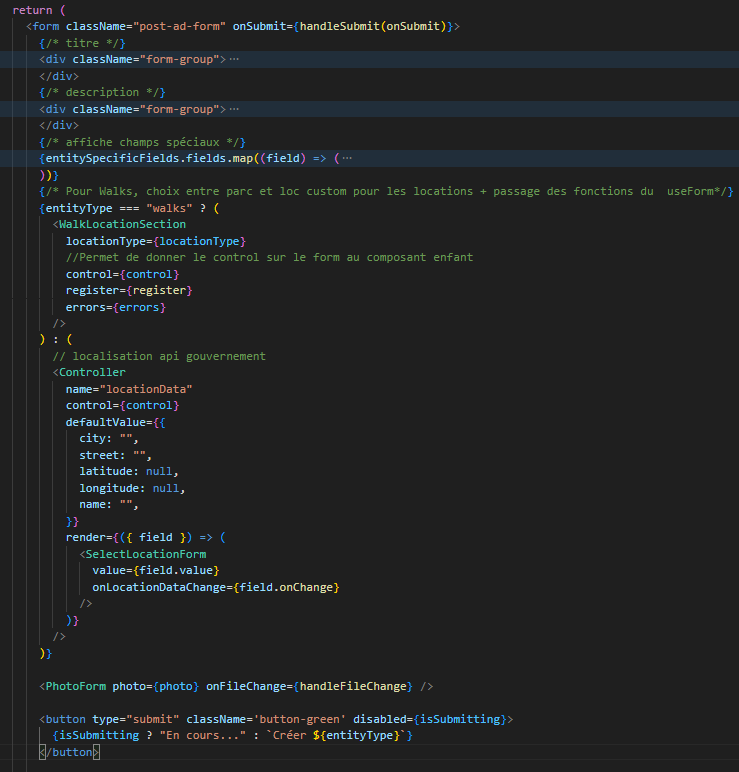 return (
<form className="post-ad-form" onSubmit={handleSubmit(onSubmit)}>
{/* titre */}
<div className="form-group"> ⋯
</div>
{/* description */}
<div className="form-group"> ⋯
</div>
{/* affiche champs spéciaux */}
{entitySpecificFields.fields.map((field) => ( ⋯
))}
{/* Pour Walks, choix entre parc et loc custom pour les locations + passage des fonctions du  useForm*/}
{entityType === "walks" ? (
<WalkLocationSection
locationType={locationType}
//Permet de donner le control sur le form au composant enfant
control={control}
register={register}
errors={errors}
/>
) : (
// localisation api gouvernement
<Controller
name="locationData"
control={control}
defaultValue={{
city: "",
street: "",
latitude: null,
longitude: null,
name: "",
}}
render={({ field }) => (
<SelectLocationForm
value={field.value}
onLocationDataChange={field.onChange}
/>
)}
/>
)}
<PhotoForm photo={photo} onFileChange={handleFileChange} />
<button type="submit" className='button-green' disabled={isSubmitting}>
{isSubmitting ? "En cours..." : `Créer ${entityType}`}
</button>